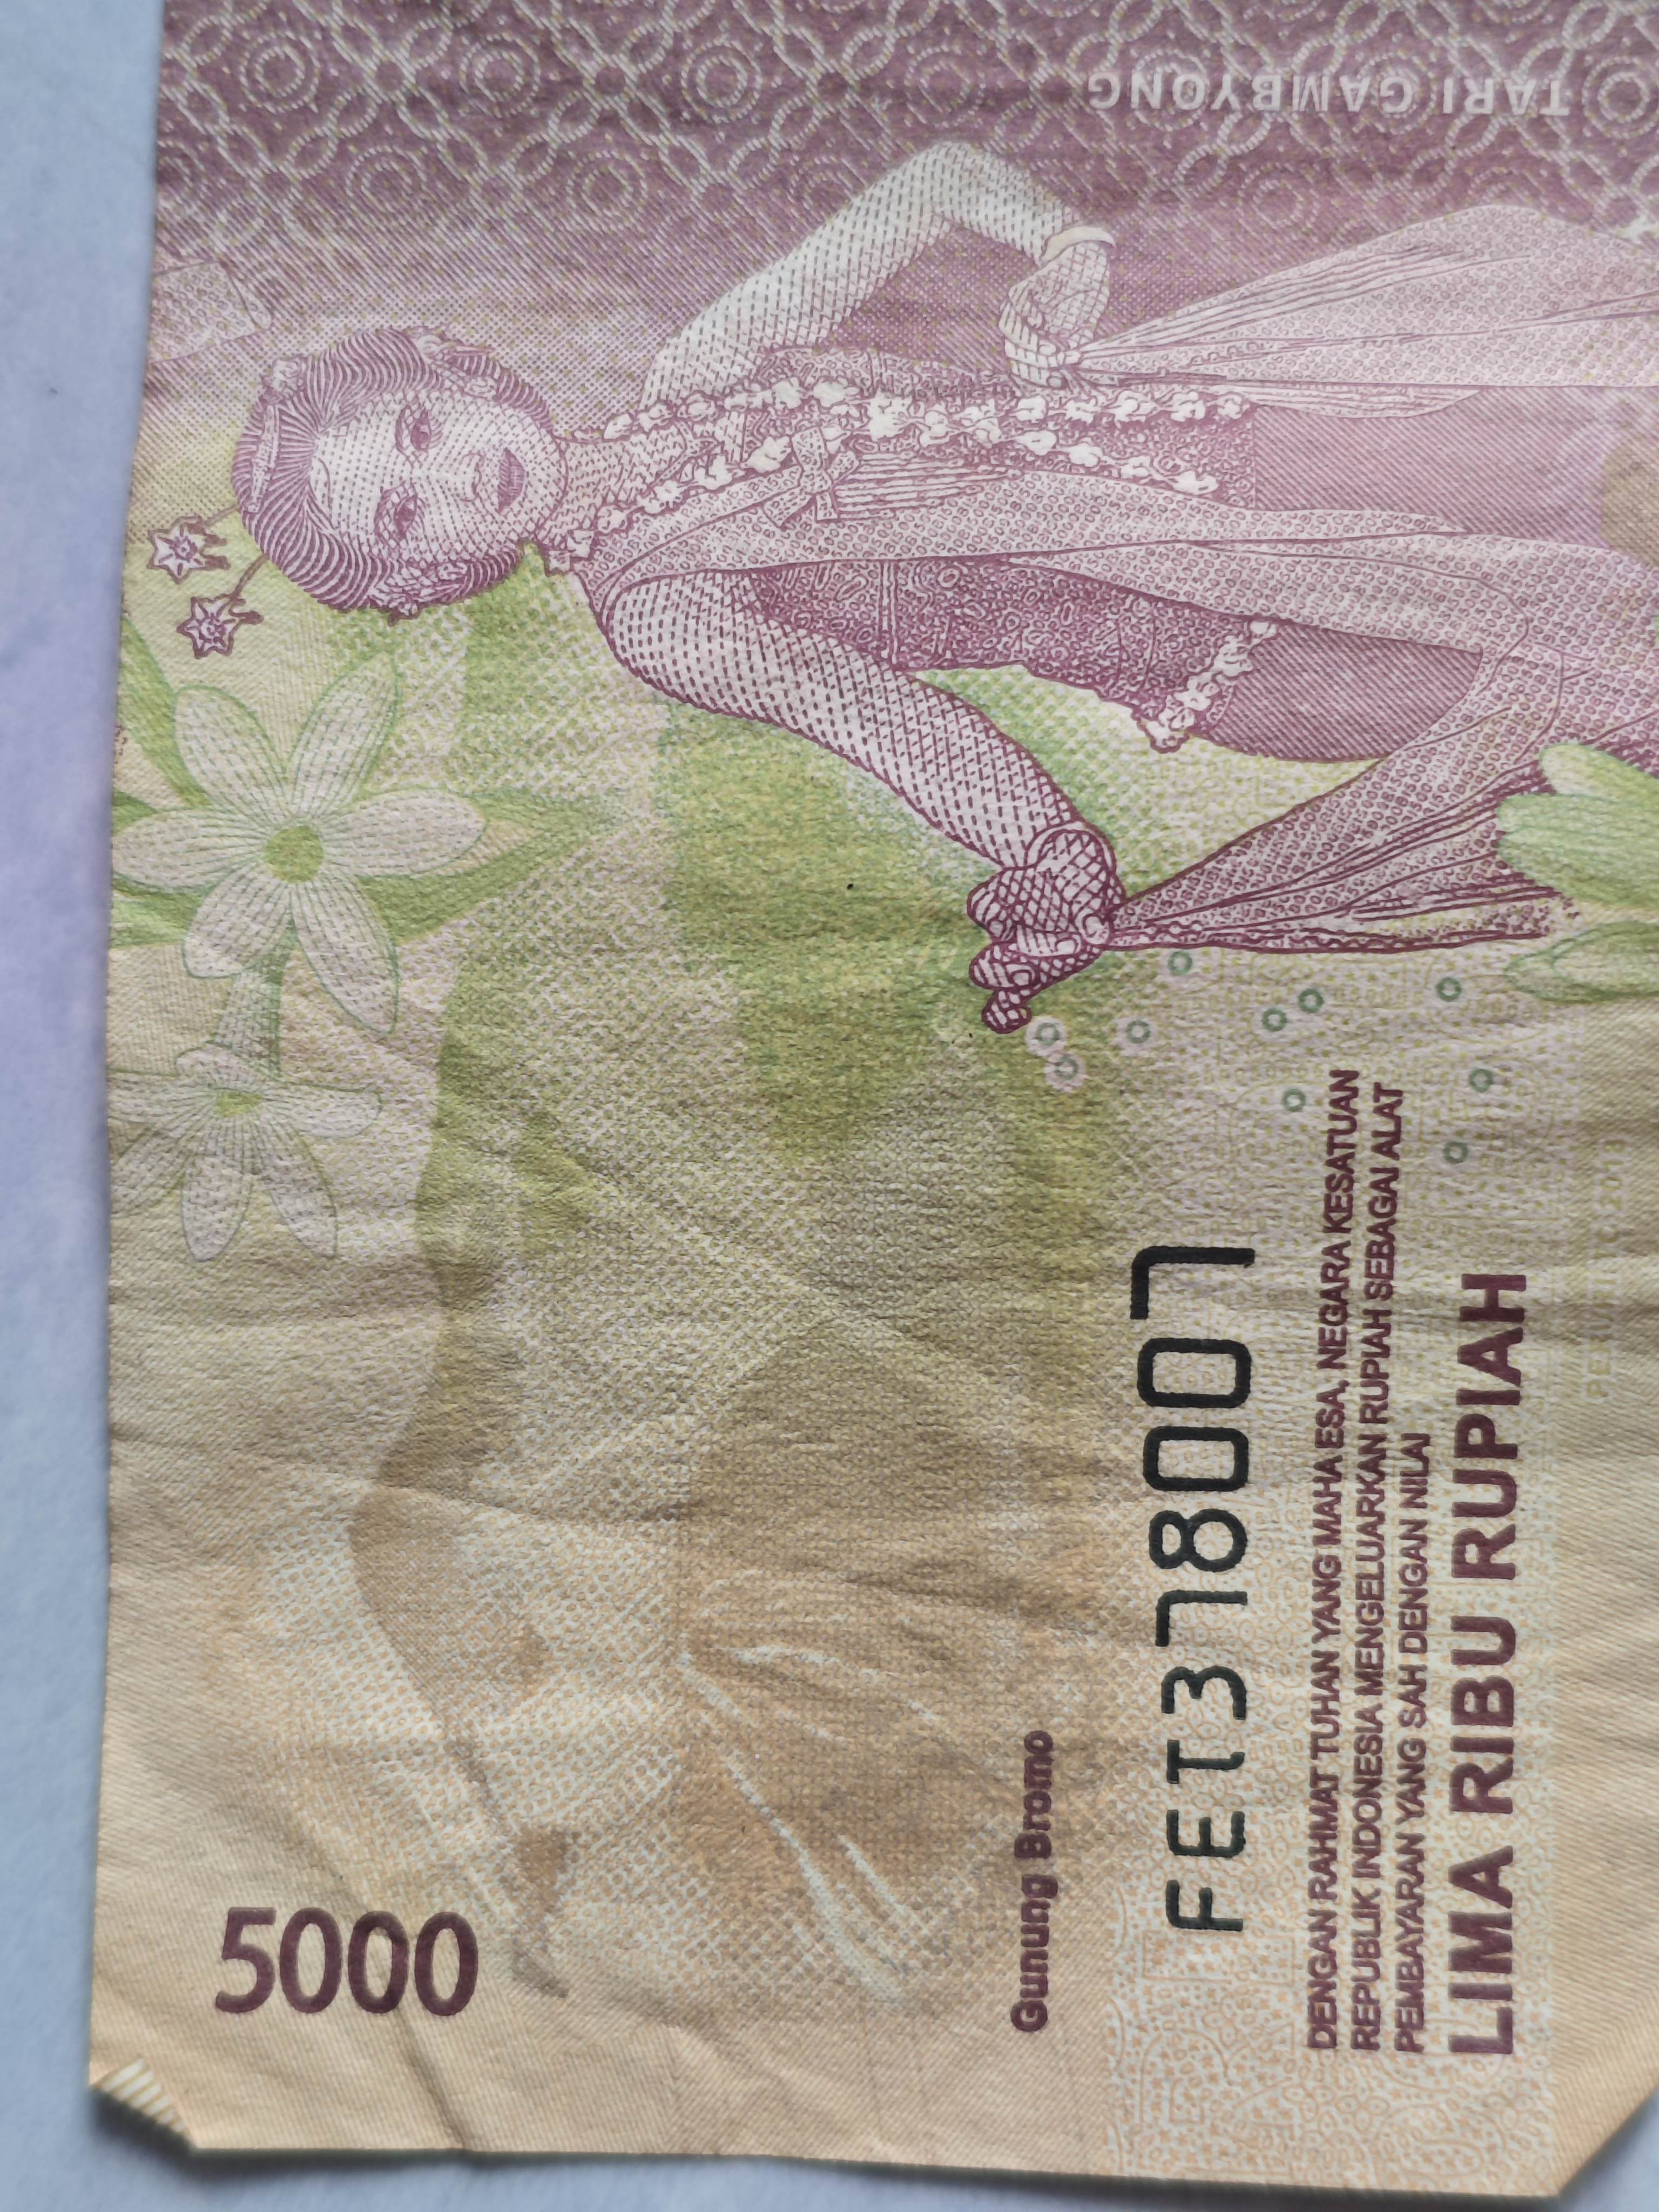 5000
Gunung Bromo
FET378007
DENGAN RAHMAT TUHAN YANG MAHA ESA, NEGARA KESATUAN
REPUBLIK INDONESIA MENGELUARKAN RUPIAH SEBAGAI ALAT
PEMBAYARAN YANG SAH DENGAN NILAI
LIMA RIBU RUPIAH
TARI GAMBYONG